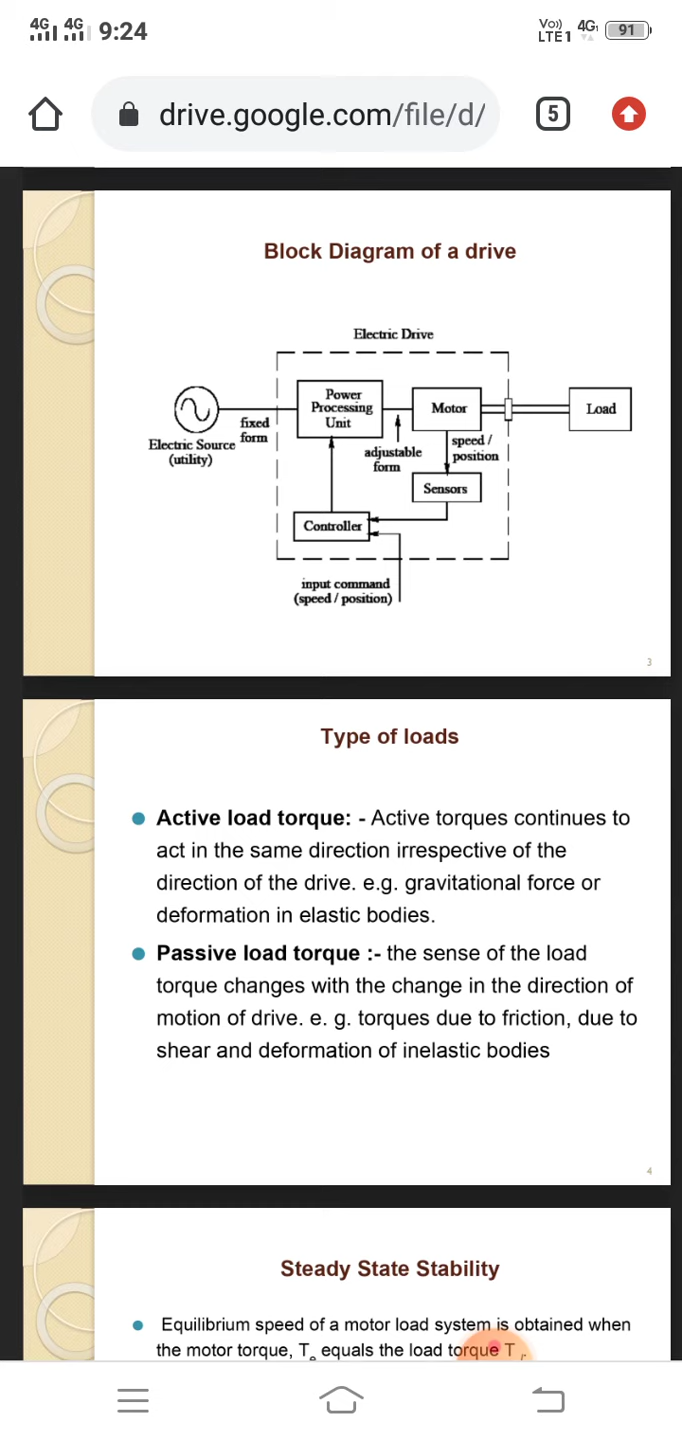 4G 4G 9:24 Vo)) LTE1 4G 91
drive.google.com/file/d/ 5
Block Diagram of a drive
Electric Drive
Power
Processing
Unit
Motor
Load
fixed
form
Electric Source
(utility)
adjustable
form
speed /
position
Sensors
Controller
input command
(speed / position)
3
Type of loads
Active load torque: - Active torques continues to
act in the same direction irrespective of the
direction of the drive. e.g. gravitational force or
deformation in elastic bodies.
Passive load torque :- the sense of the load
torque changes with the change in the direction of
motion of drive. e. g. torques due to friction, due to
shear and deformation of inelastic bodies
4
Steady State Stability
Equilibrium speed of a motor load system is obtained when
the motor torque, Te equals the load torque T